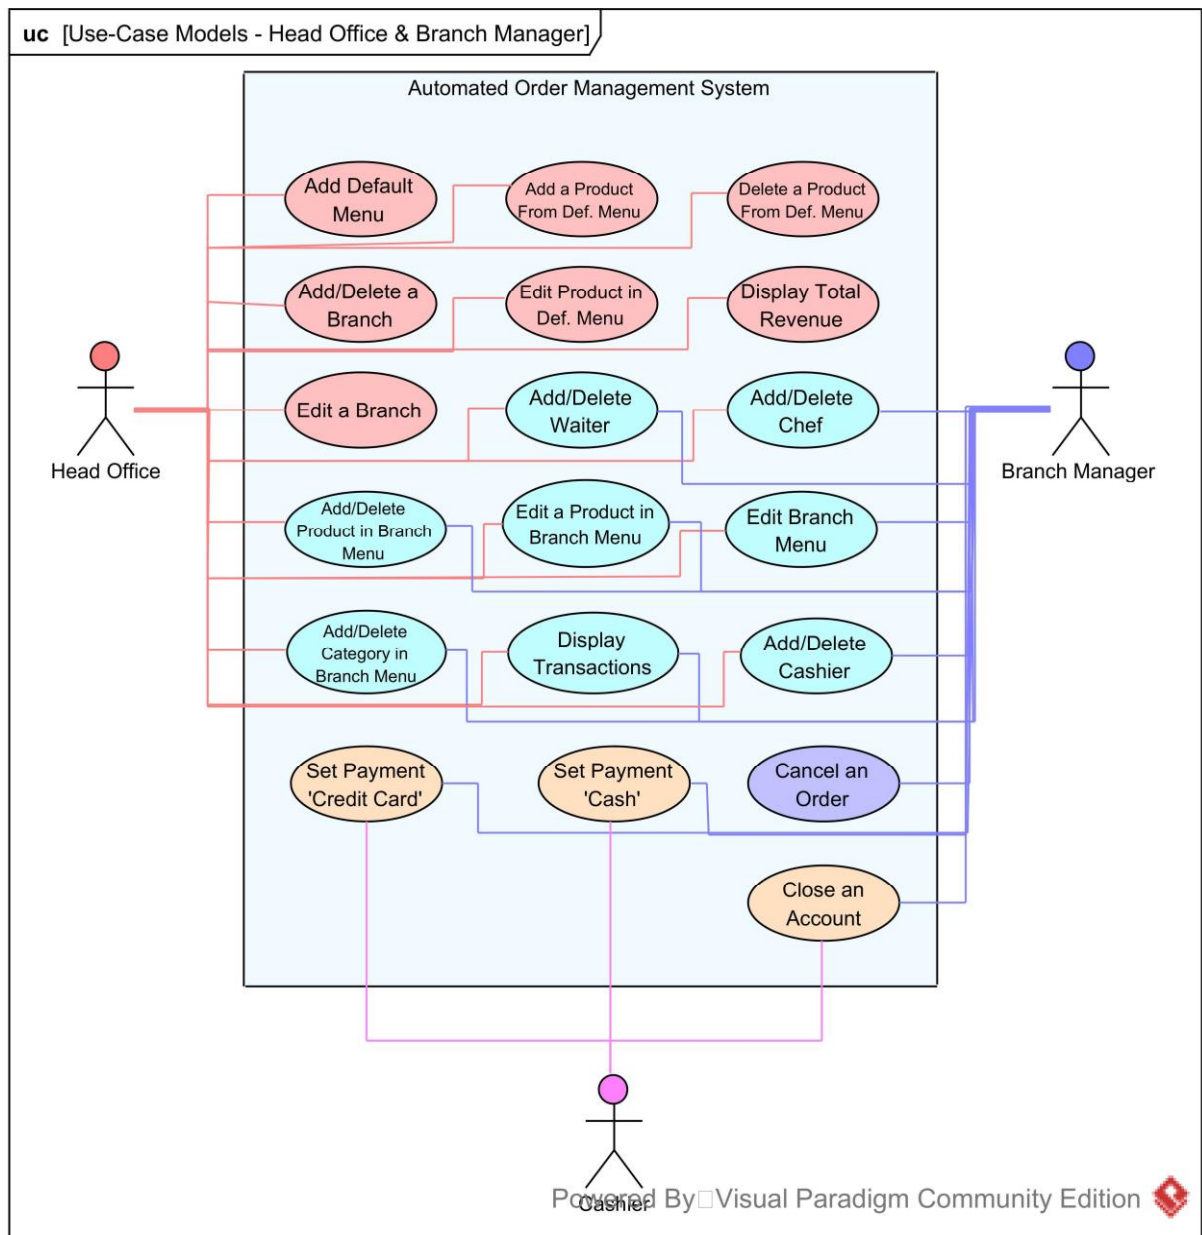 uc [Use-Case Models - Head Office & Branch Manager]
Automated Order Management System
Add Default
Menu
Add a Product
From Def. Menu
Delete a Product
From Def. Menu
Add/Delete a
Branch
Edit Product in
Def. Menu
Display Total
Revenue
Edit a Branch
Add/Delete
Waiter
Add/Delete
Chef
Head Office
Branch Manager
Add/Delete
Product in Branch
Menu
Edit a Product in
Branch Menu
Edit Branch
Menu
Add/Delete
Category in
Branch Menu
Display
Transactions
Add/Delete
Cashier
Set Payment
'Credit Card'
Set Payment
'Cash'
Cancel an
Order
Close an
Account
Cashier
Powered By Visual Paradigm Community Edition